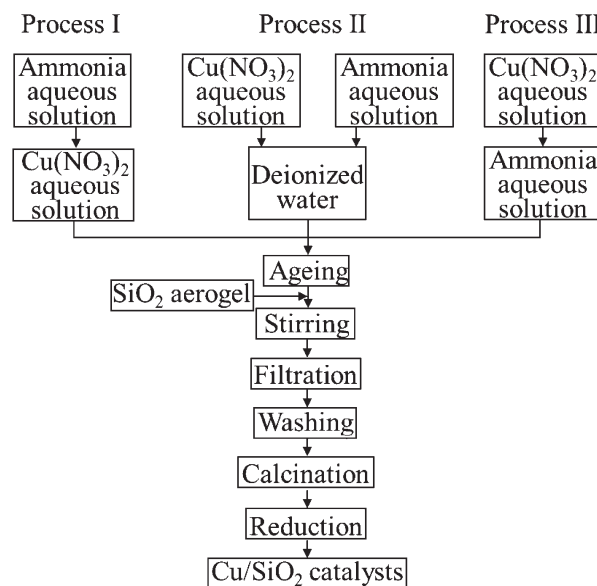 Process I
Process II
Process III
Ammonia
aqueous
solution
Cu(NO₃)₂
aqueous
solution
Ammonia
aqueous
solution
Cu(NO₃)₂
aqueous
solution
Cu(NO₃)₂
aqueous
solution
Deionized
water
Ammonia
aqueous
solution
Ageing
SiO₂ aerogel
Stirring
Filtration
Washing
Calcination
Reduction
Cu/SiO₂ catalysts